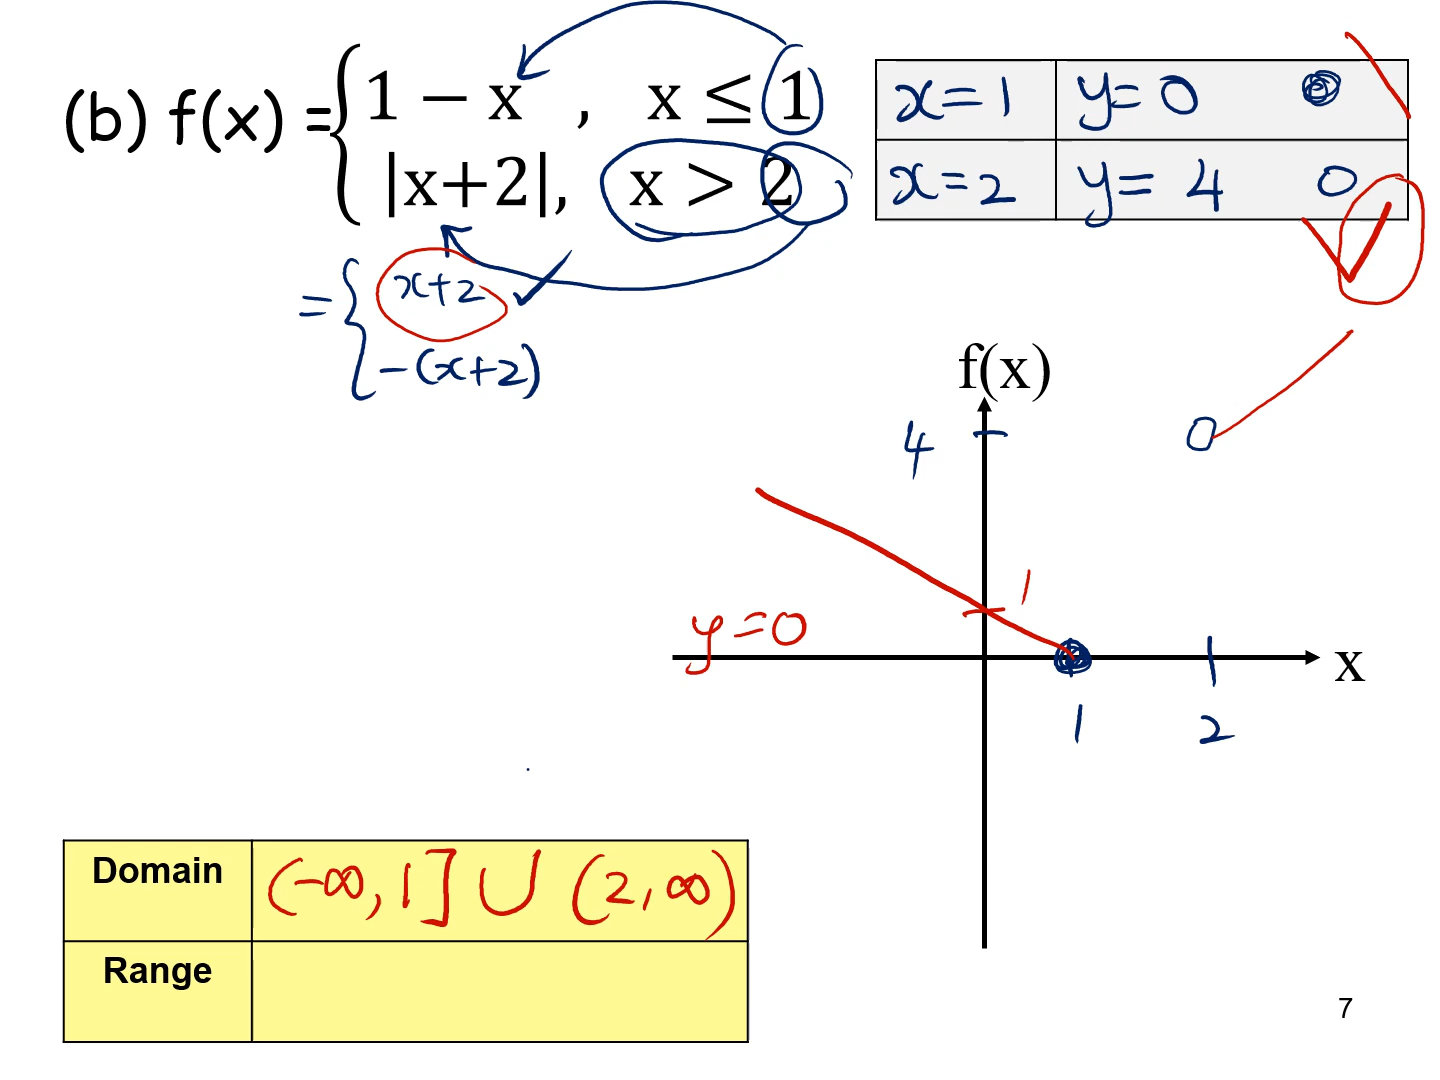 (b) f(x) = { 1 − x , x ≤ 1
|x+2|, x > 2
= { x+2
−(x+2)
x = 1 y = 0
x = 2 y = 4
f(x)
4
1
y = 0
x
1 2
Domain (−∞, 1] ∪ (2, ∞)
Range
7